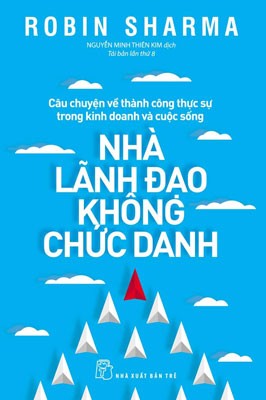 ROBIN SHARMA
NGUYỄN MINH THIÊN KIM dịch
Tái bản lần thứ 8
Câu chuyện về thành công thực sự
trong kinh doanh và cuộc sống
NHÀ
LÃNH ĐẠO
KHÔNG
CHỨC DANH
NHÀ XUẤT BẢN TRẺ